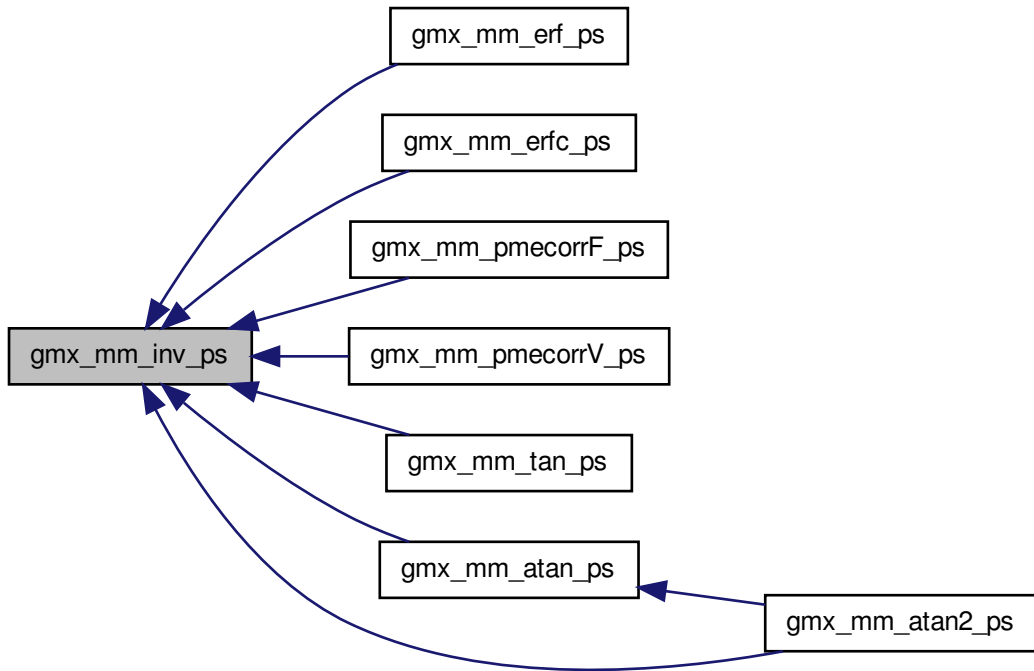 gmx_mm_erf_ps
gmx_mm_erfc_ps
gmx_mm_pmecorrF_ps
gmx_mm_inv_ps
gmx_mm_pmecorrV_ps
gmx_mm_tan_ps
gmx_mm_atan_ps
gmx_mm_atan2_ps